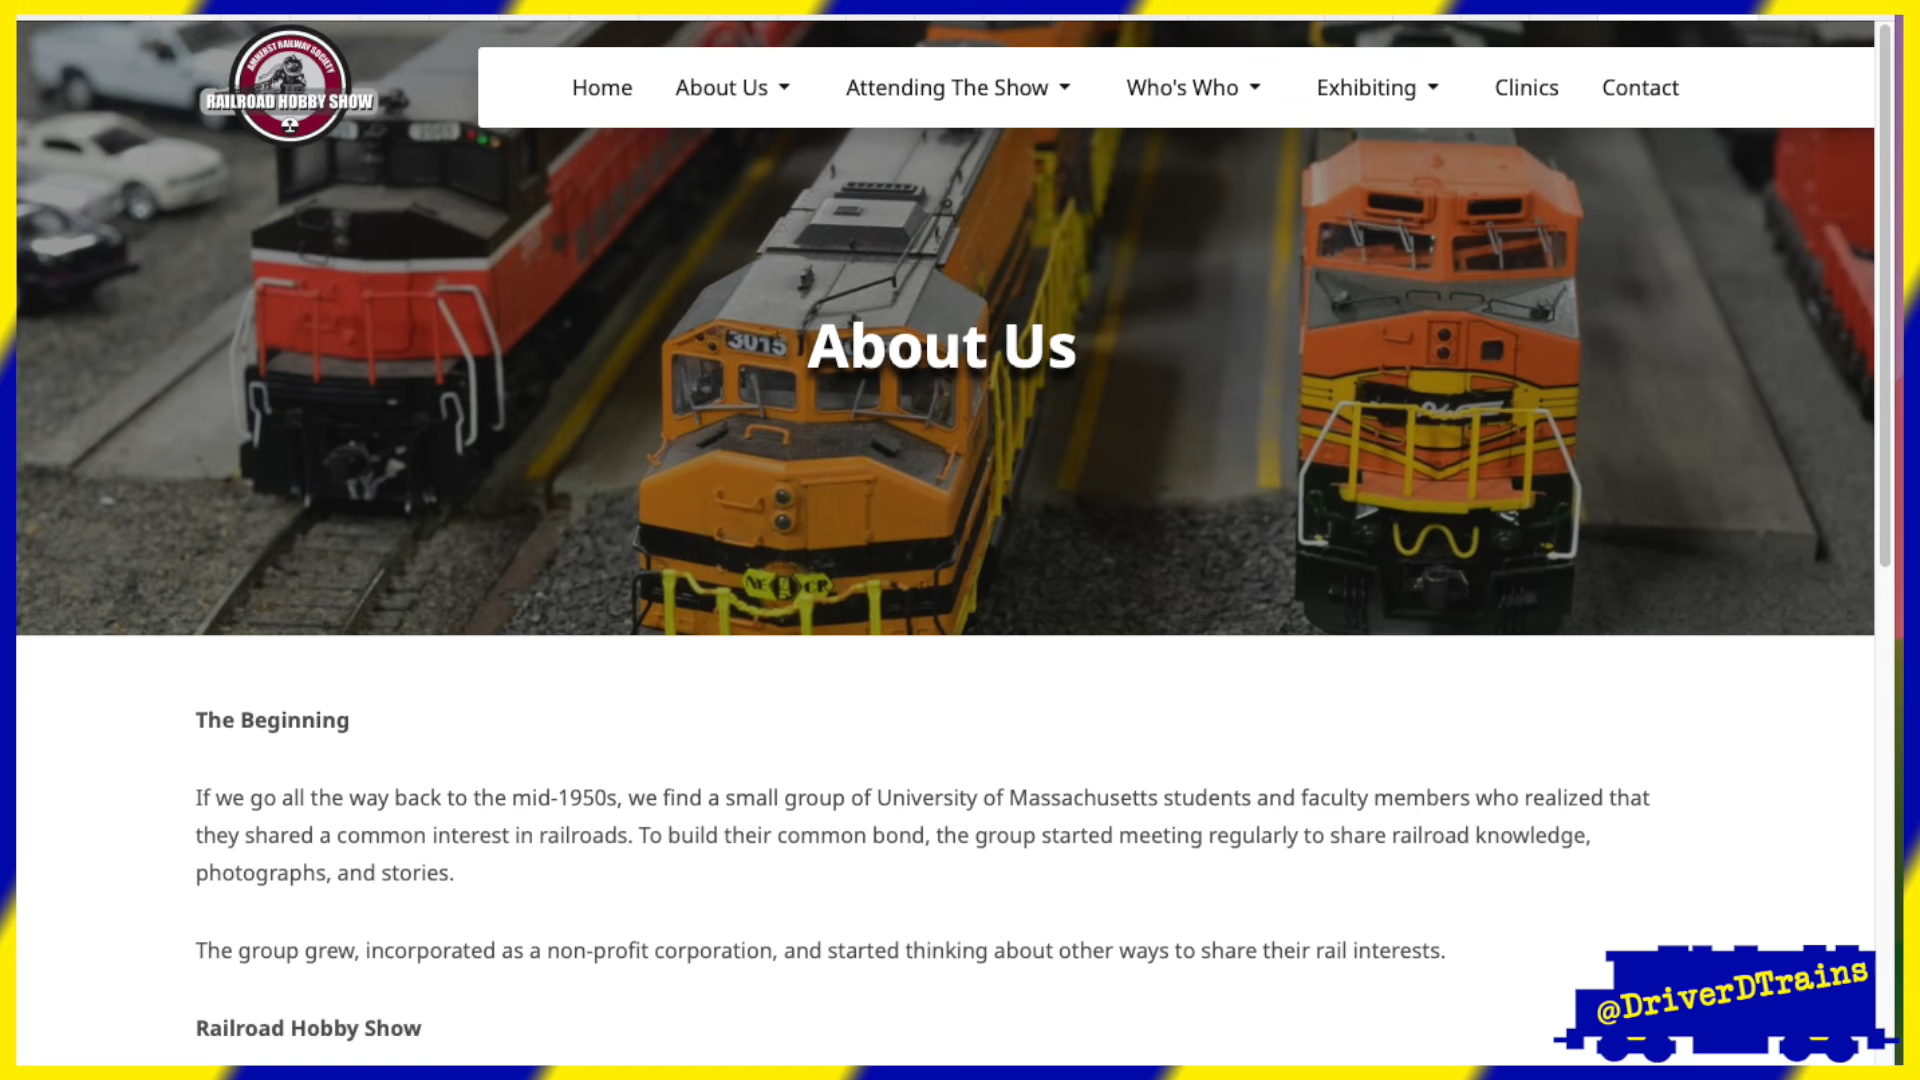 AMHERST RAILWAY SOCIETY
RAILROAD HOBBY SHOW
Home About Us Attending The Show Who's Who Exhibiting Clinics Contact
3015
About Us
The Beginning
If we go all the way back to the mid-1950s, we find a small group of University of Massachusetts students and faculty members who realized that
they shared a common interest in railroads. To build their common bond, the group started meeting regularly to share railroad knowledge,
photographs, and stories.
The group grew, incorporated as a non-profit corporation, and started thinking about other ways to share their rail interests.
Railroad Hobby Show
@DriverDTrains